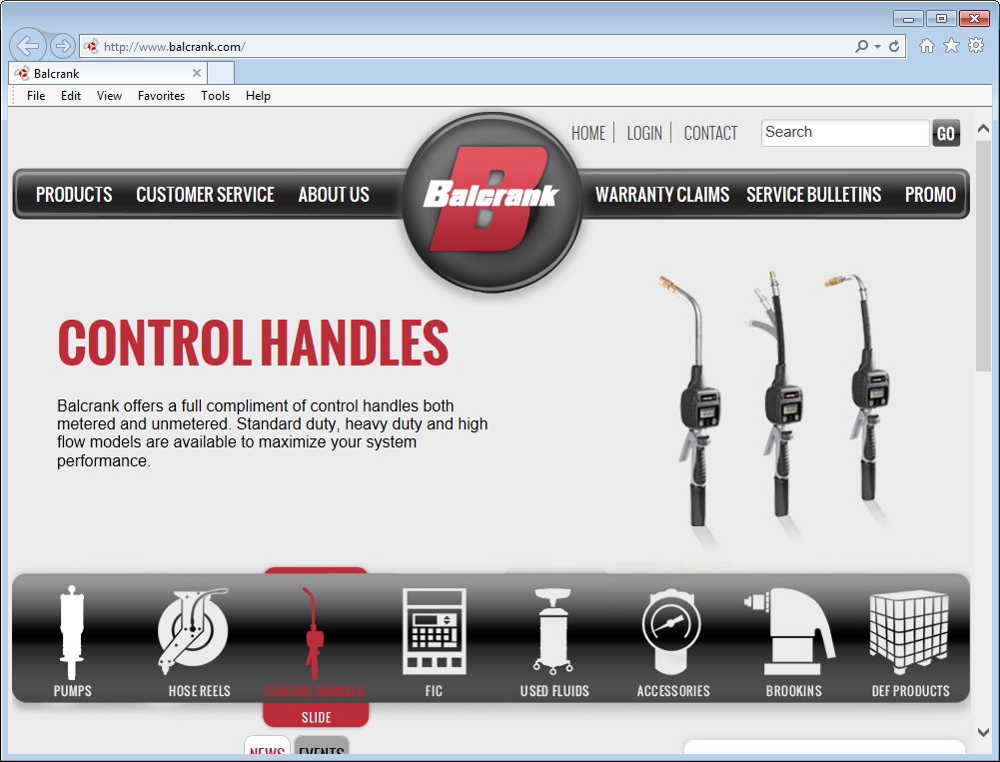 http://www.balcrank.com/
Balcrank
File Edit View Favorites Tools Help
HOME LOGIN CONTACT Search GO
PRODUCTS CUSTOMER SERVICE ABOUT US Balcrank WARRANTY CLAIMS SERVICE BULLETINS PROMO
CONTROL HANDLES
Balcrank offers a full compliment of control handles both
metered and unmetered. Standard duty, heavy duty and high
flow models are available to maximize your system
performance.
PUMPS HOSE REELS CONTROL HANDLES FIC USED FLUIDS ACCESSORIES BROOKINS DEF PRODUCTS
SLIDE
NEWS EVENTS